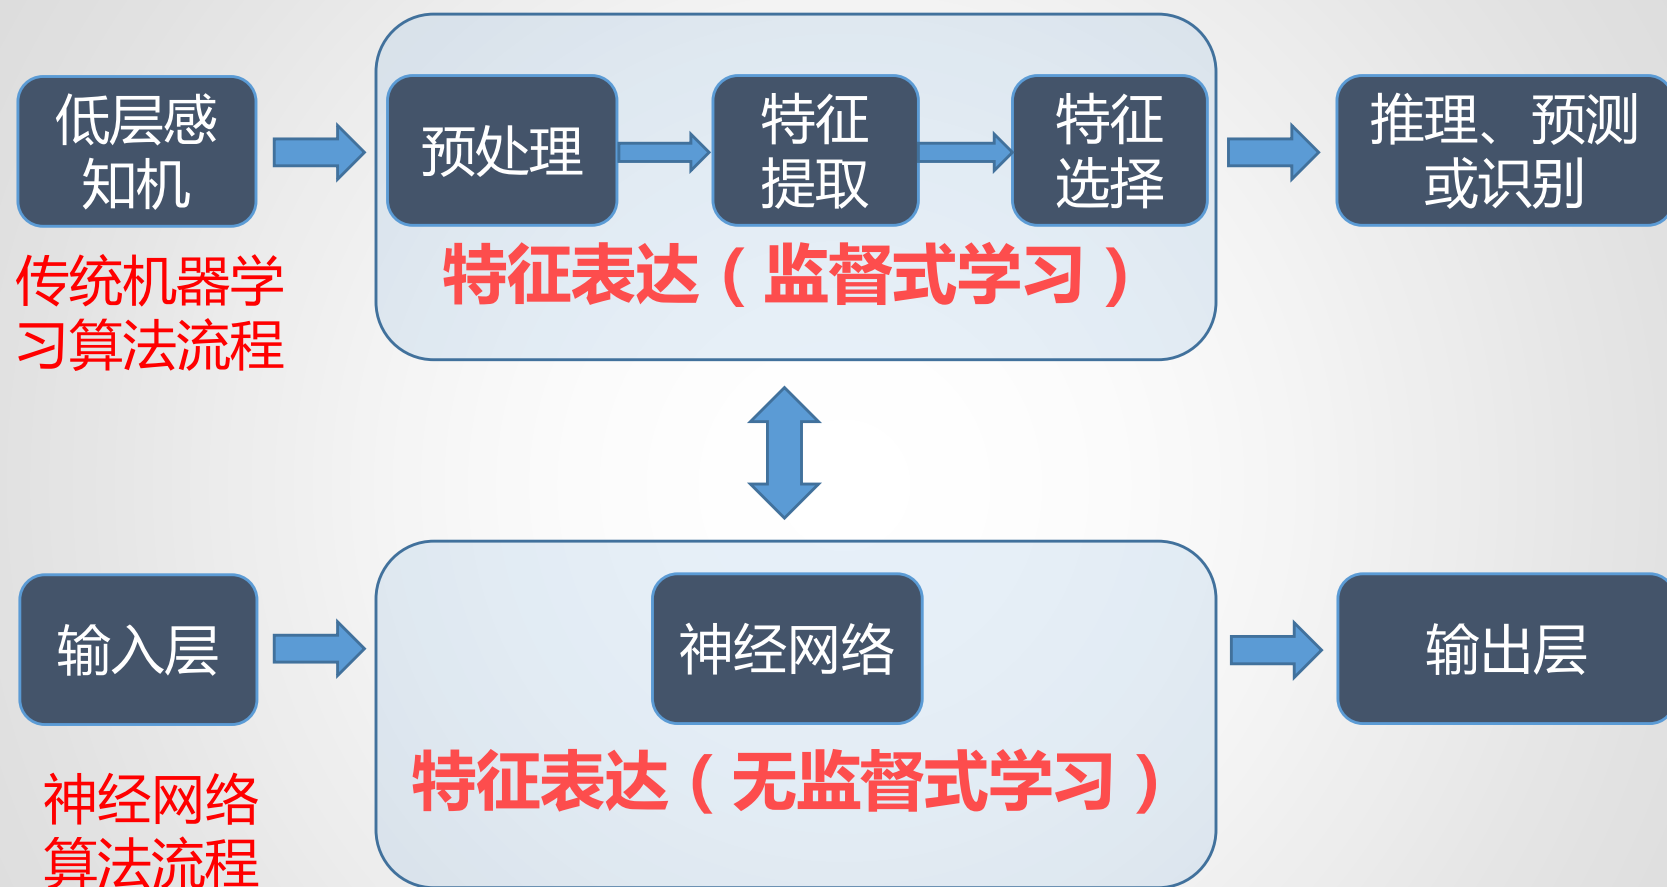 低层感
知机
预处理
特征
提取
特征
选择
推理、预测
或识别
特征表达（监督式学习）
传统机器学
习算法流程
输入层
神经网络
输出层
特征表达（无监督式学习）
神经网络
算法流程